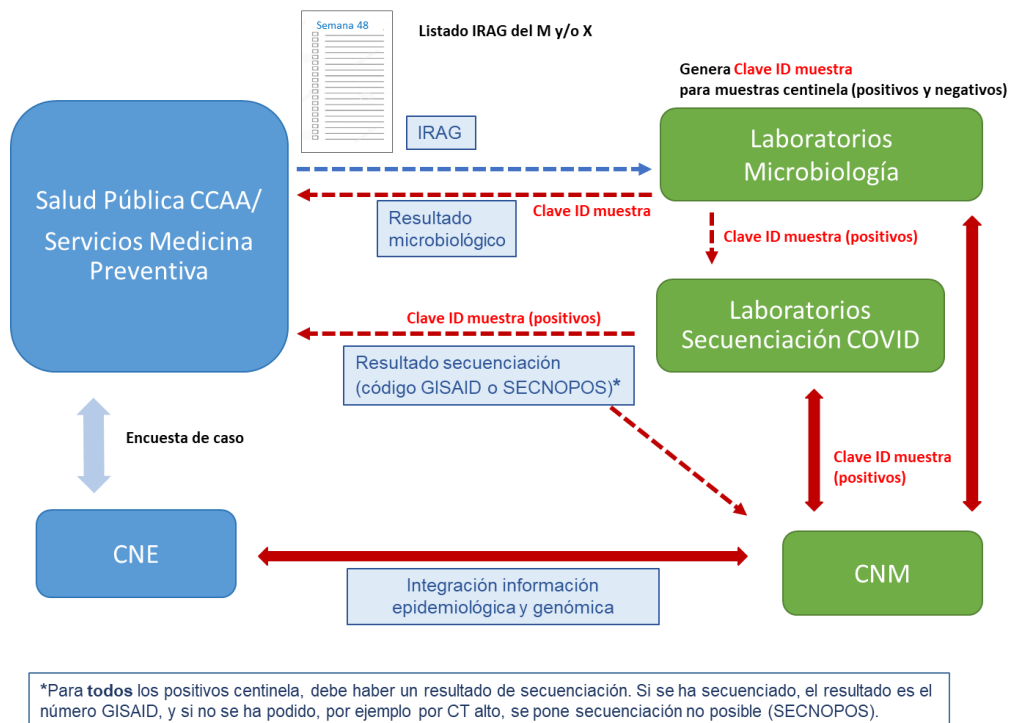 Semana 48
Listado IRAG del M y/o X
Genera Clave ID muestra
para muestras centinela (positivos y negativos)
IRAG
Laboratorios
Microbiología
Salud Pública CCAA/
Servicios Medicina
Preventiva
Clave ID muestra
Resultado
microbiológico
Clave ID muestra (positivos)
Laboratorios
Secuenciación COVID
Clave ID muestra (positivos)
Resultado secuenciación
(código GISAID o SECNOPOS)*
Encuesta de caso
Clave ID muestra
(positivos)
CNE
CNM
Integración información
epidemiológica y genómica
*Para todos los positivos centinela, debe haber un resultado de secuenciación. Si se ha secuenciado, el resultado es el
número GISAID, y si no se ha podido, por ejemplo por CT alto, se pone secuenciación no posible (SECNOPOS).